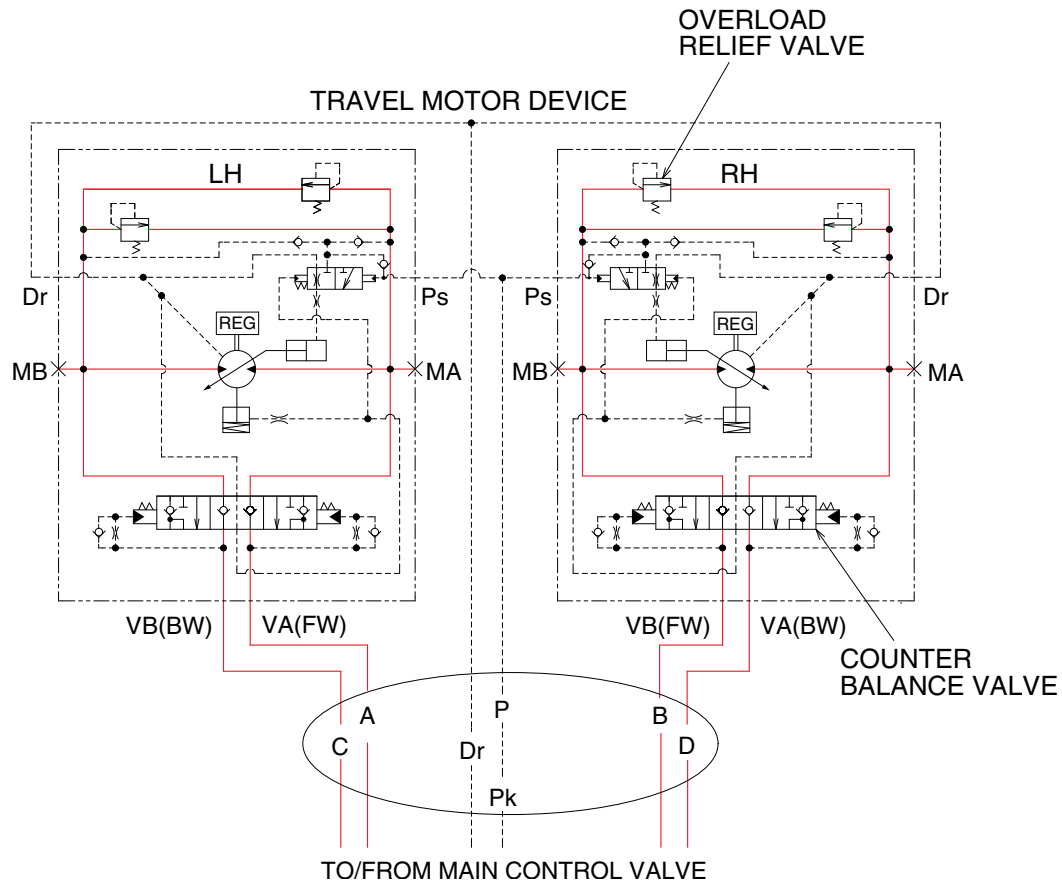 OVERLOAD
RELIEF VALVE
TRAVEL MOTOR DEVICE
LH
RH
Dr
Ps
Ps
Dr
REG
REG
MB
MA
MB
MA
VB(BW)
VA(FW)
VB(FW)
VA(BW)
COUNTER
BALANCE VALVE
A
P
B
C
Dr
D
Pk
TO/FROM MAIN CONTROL VALVE